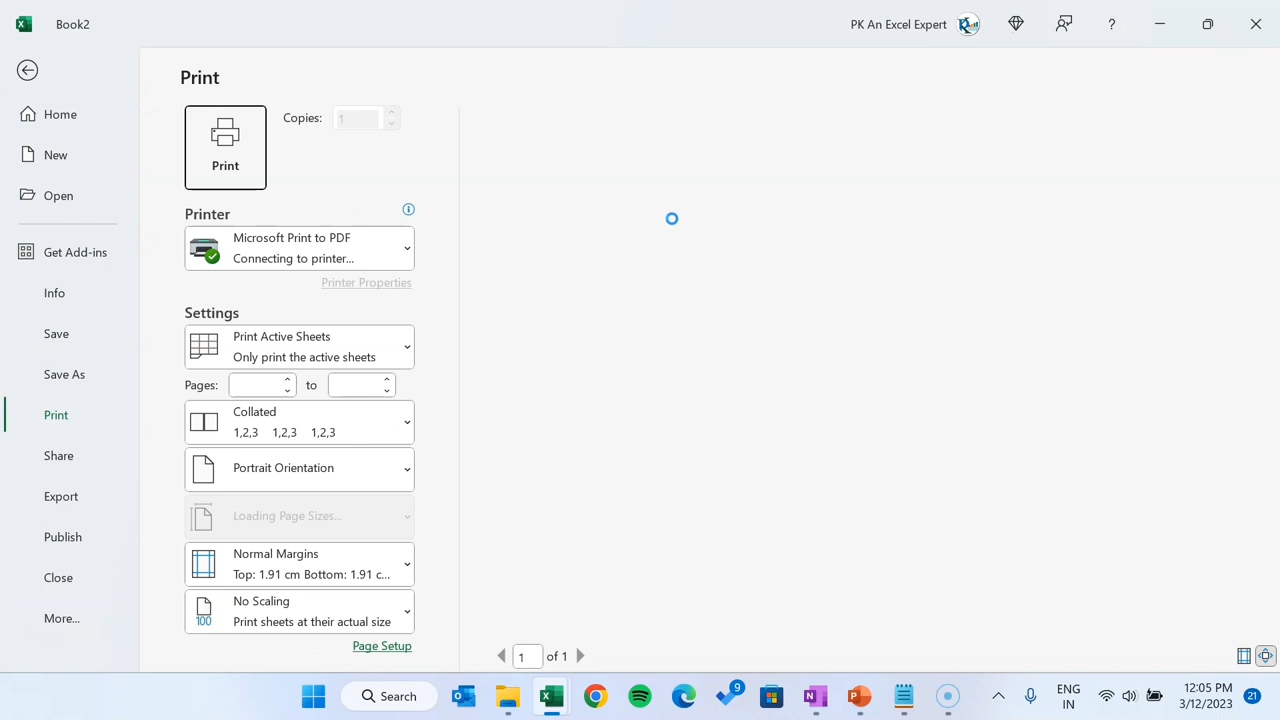 Book2
PK An Excel Expert
?
Print
Home
New
Open
Get Add-ins
Info
Save
Save As
Print
Share
Export
Publish
Close
More...
Print
Copies: 1
Printer
Microsoft Print to PDF
Connecting to printer...
Printer Properties
Settings
Print Active Sheets
Only print the active sheets
Pages: to
Collated
1,2,3 1,2,3 1,2,3
Portrait Orientation
Loading Page Sizes...
Normal Margins
Top: 1.91 cm Bottom: 1.91 c...
100
No Scaling
Print sheets at their actual size
Page Setup
1 of 1
Search
9
ENG
IN
12:05 PM
3/12/2023
21